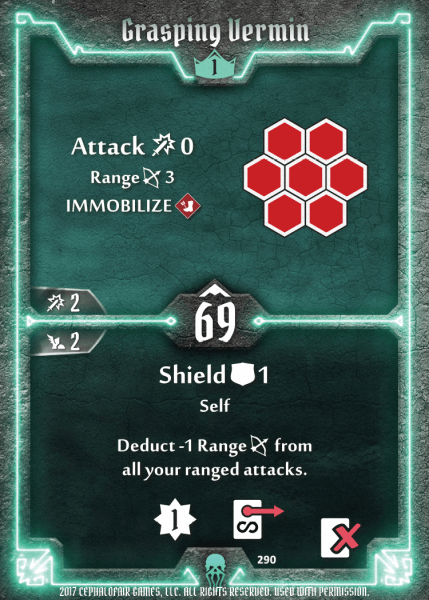 Grasping Vermin
1
Attack 0
Range 3
IMMOBILIZE
2
69
2
Shield 1
Self
Deduct -1 Range from
all your ranged attacks.
1
S
290
2017 CEPHALOFAIR GAMES, LLC. ALL RIGHTS RESERVED. USED WITH PERMISSION.